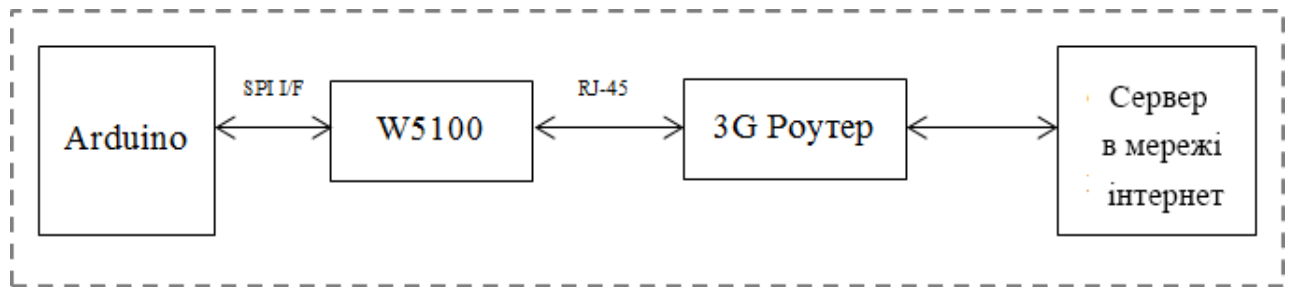 SPI I/F
RJ-45
Arduino
W5100
3G Роутер
Сервер
в мережі
інтернет